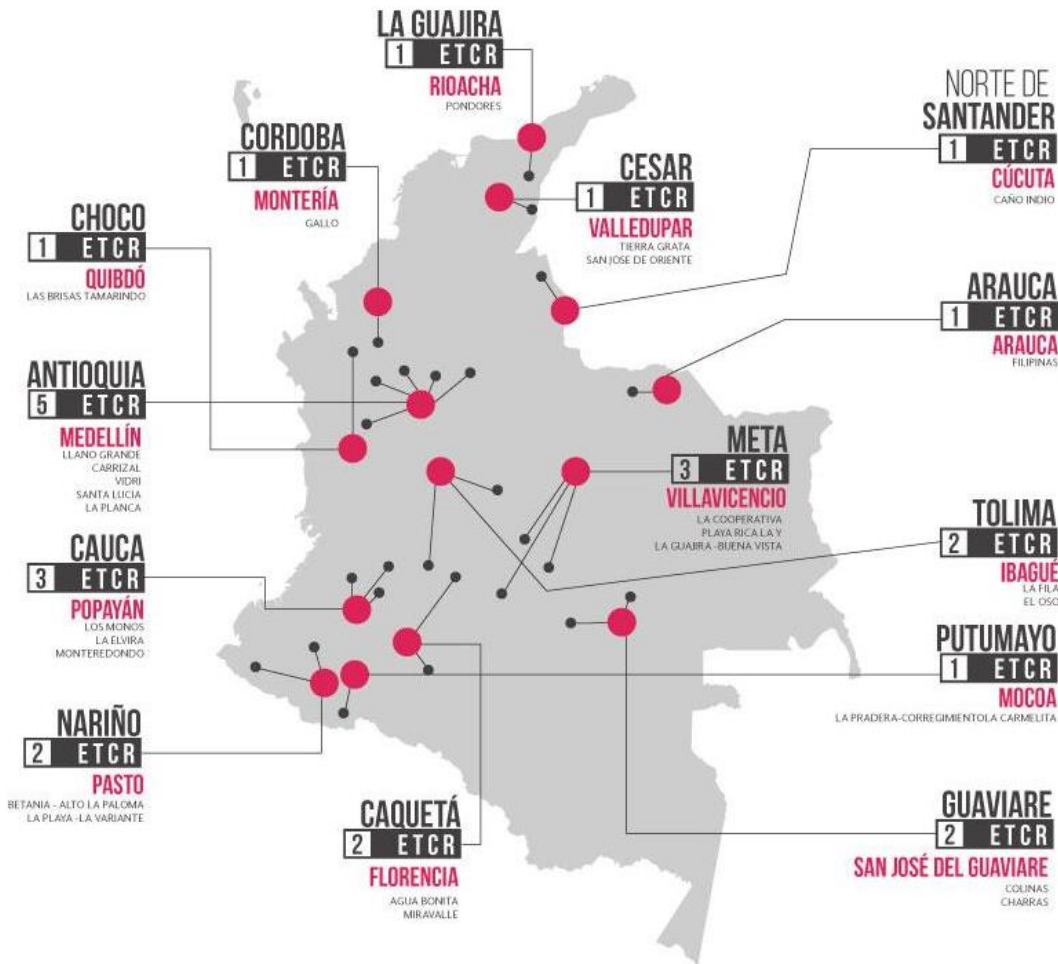 LA GUAJIRA
1 ETCR
RIOACHA
PONDORES
CORDOBA
1 ETCR
MONTERÍA
GALLO
CESAR
1 ETCR
VALLEDUPAR
TIERRA GRATA
SAN JOSE DE ORIENTE
NORTE DE
SANTANDER
1 ETCR
CÚCUTA
CAÑO INDIO
CHOCO
1 ETCR
QUIBDÓ
LAS BRISAS TAMARINDO
ARAUCA
1 ETCR
ARAUCA
FILIPINAS
ANTIOQUIA
5 ETCR
MEDELLÍN
LLANO GRANDE
CARRIZAL
VIDRI
SANTA LUCIA
LA PLANCA
META
3 ETCR
VILLAVICENCIO
LA COOPERATIVA
PLAYA RICA LA Y
LA GUAJIRA -BUENA VISTA
TOLIMA
2 ETCR
IBAGUÉ
LA FILA
EL OSO
CAUCA
3 ETCR
POPAYÁN
LOS MONOS
LA ELVIRA
MONTEREDONDO
PUTUMAYO
1 ETCR
MOCOA
LA PRADERA-CORREGIMIENTOLA CARMELITA
NARIÑO
2 ETCR
PASTO
BETANIA - ALTO LA PALOMA
LA PLAYA -LA VARIANTE
CAQUETÁ
2 ETCR
FLORENCIA
AGUA BONITA
MIRAVALLE
GUAVIARE
2 ETCR
SAN JOSÉ DEL GUAVIARE
COLINAS
CHARRAS